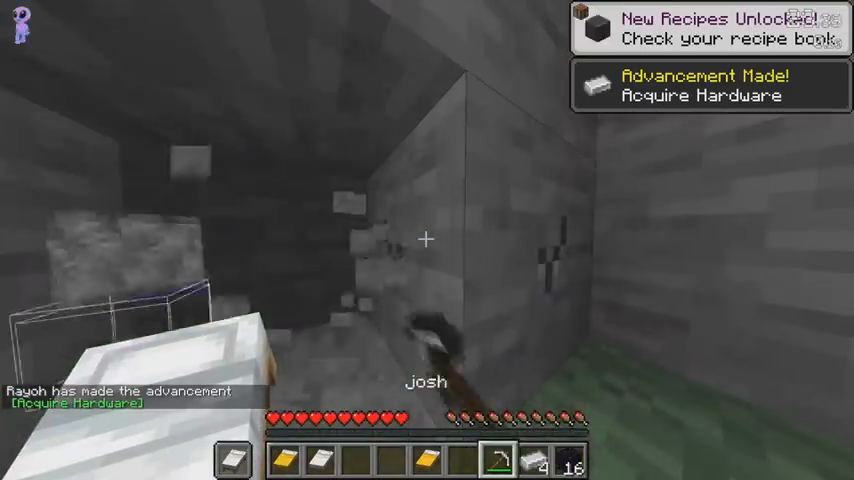 New Recipes Unlocked!
Check your recipe book
Advancement Made!
Acquire Hardware
Rayoh has made the advancement
[Acquire Hardware]
josh
4
16